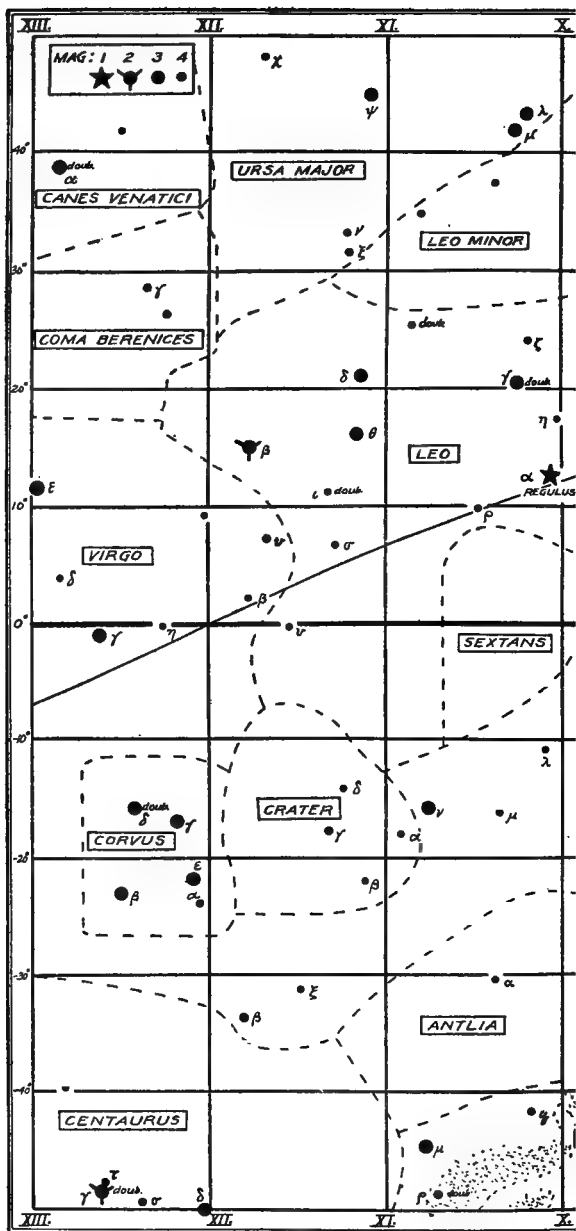 XIII. XII. XI. X.
MAG: 1 2 3 4
χ
ψ
λ
μ
40°
doub.
α
URSA MAJOR
CANES VENATICI
ν
LEO MINOR
ξ
30°
γ
COMA BERENICES
doub.
ζ
δ
γ doub.
20°
η
θ
β
LEO
α
REGULUS
ε
ι doub.
10°
ρ
ν
σ
VIRGO
δ
β
0°
η
υ
γ
SEXTANS
-10°
λ
δ
doub.
δ
γ
CRATER
ν
μ
γ
α
CORVUS
-20°
ε
β
α
β
-30°
α
ξ
β
ANTLIA
-40°
q
CENTAURUS
μ
τ
γ doub.
σ
δ
ρ doub.
XIII. XII. XI. X.